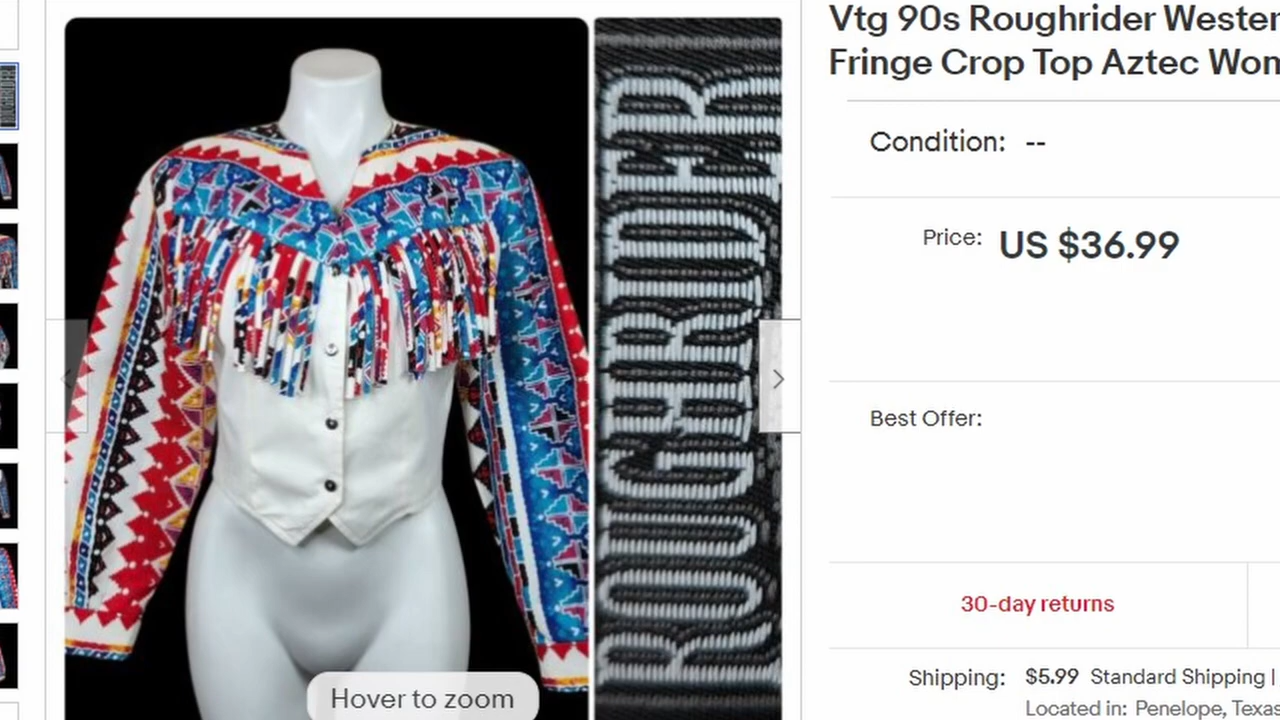 Vtg 90s Roughrider Wester
Fringe Crop Top Aztec Wom
Condition: --
Price: US $36.99
Best Offer:
30-day returns
Shipping: $5.99 Standard Shipping |
Located in: Penelope, Texas
ROUGHRIDER
Hover to zoom